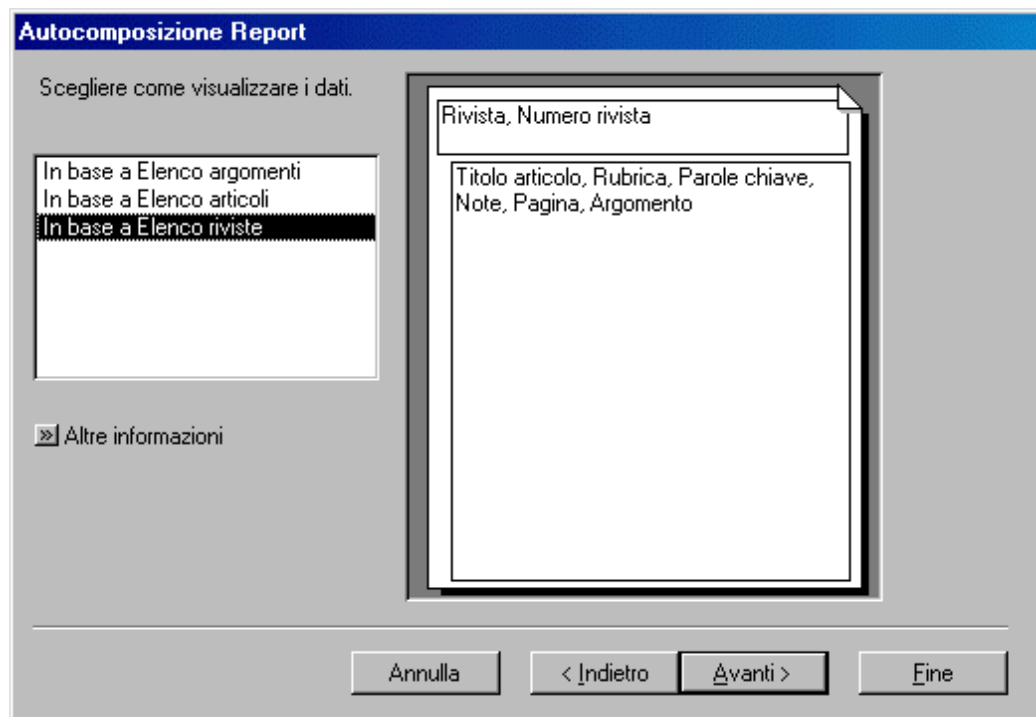 Autocomposizione Report
Scegliere come visualizzare i dati.
In base a Elenco argomenti
In base a Elenco articoli
In base a Elenco riviste
» Altre informazioni
Rivista, Numero rivista
Titolo articolo, Rubrica, Parole chiave,
Note, Pagina, Argomento
Annulla
< Indietro
Avanti >
Fine